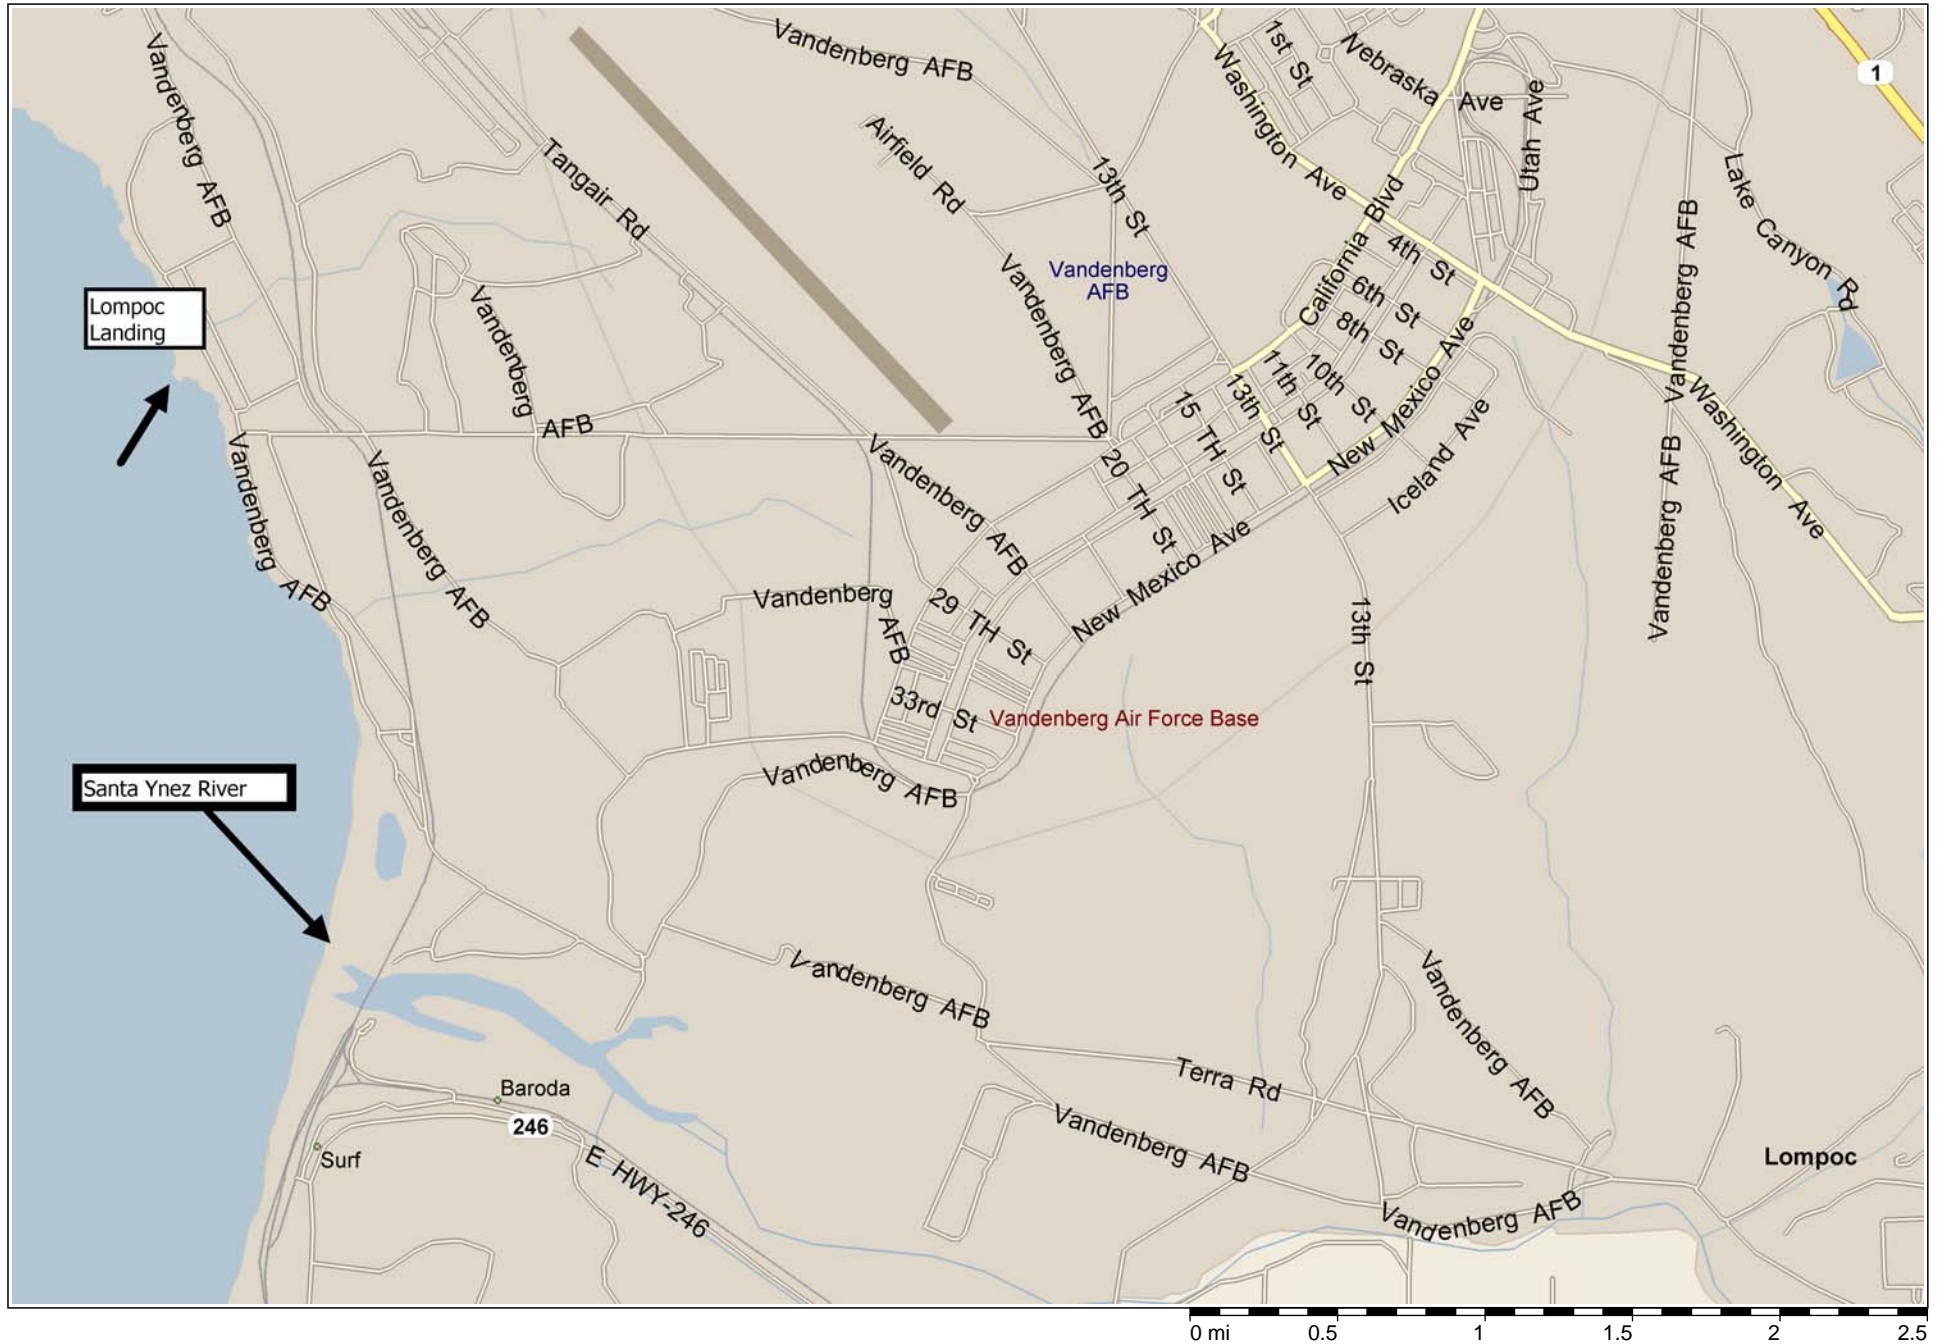 Vandenberg AFB
Vandenberg AFB
1st St
Nebraska Ave
1
Washington Ave
Utah Ave
Airfield Rd
Tangair Rd
13th St
Lake Canyon Rd
California Blvd
Vandenberg AFB
4th St
Vandenberg
AFB
6th St
Vandenberg AFB
Lompoc
Landing
Vandenberg AFB
8th St
Vandenberg AFB
10th St
11th St
13th St
15 TH St
New Mexico Ave
Iceland Ave
Washington Ave
Vandenberg AFB
Vandenberg AFB
Vandenberg AFB
Vandenberg AFB
20 TH St
Vandenberg AFB
New Mexico Ave
Vandenberg AFB
29 TH St
13th St
33rd St
Vandenberg Air Force Base
Vandenberg AFB
Santa Ynez River
Vandenberg AFB
Vandenberg AFB
Terra Rd
Baroda
246
Vandenberg AFB
Surf
E HWY-246
Lompoc
Vandenberg AFB
0 mi 0.5 1 1.5 2 2.5